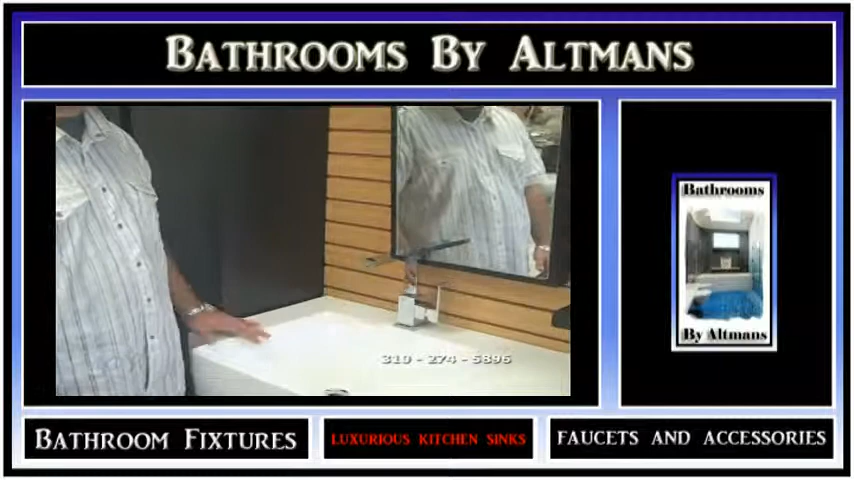 Bathrooms By Altmans
Bathrooms
By Altmans
310 - 274 - 5896
Bathroom Fixtures
Luxurious Kitchen Sinks
Faucets and Accessories